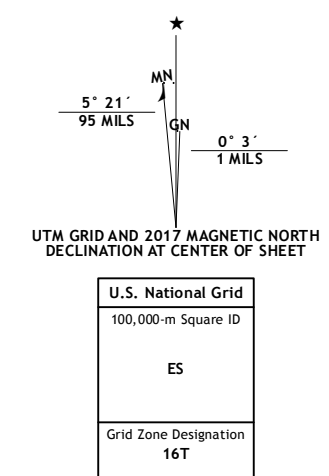 ★
MN
5° 21´
95 MILS
GN
0° 3´
1 MILS
UTM GRID AND 2017 MAGNETIC NORTH
DECLINATION AT CENTER OF SHEET
U.S. National Grid
100,000-m Square ID
ES
Grid Zone Designation
16T